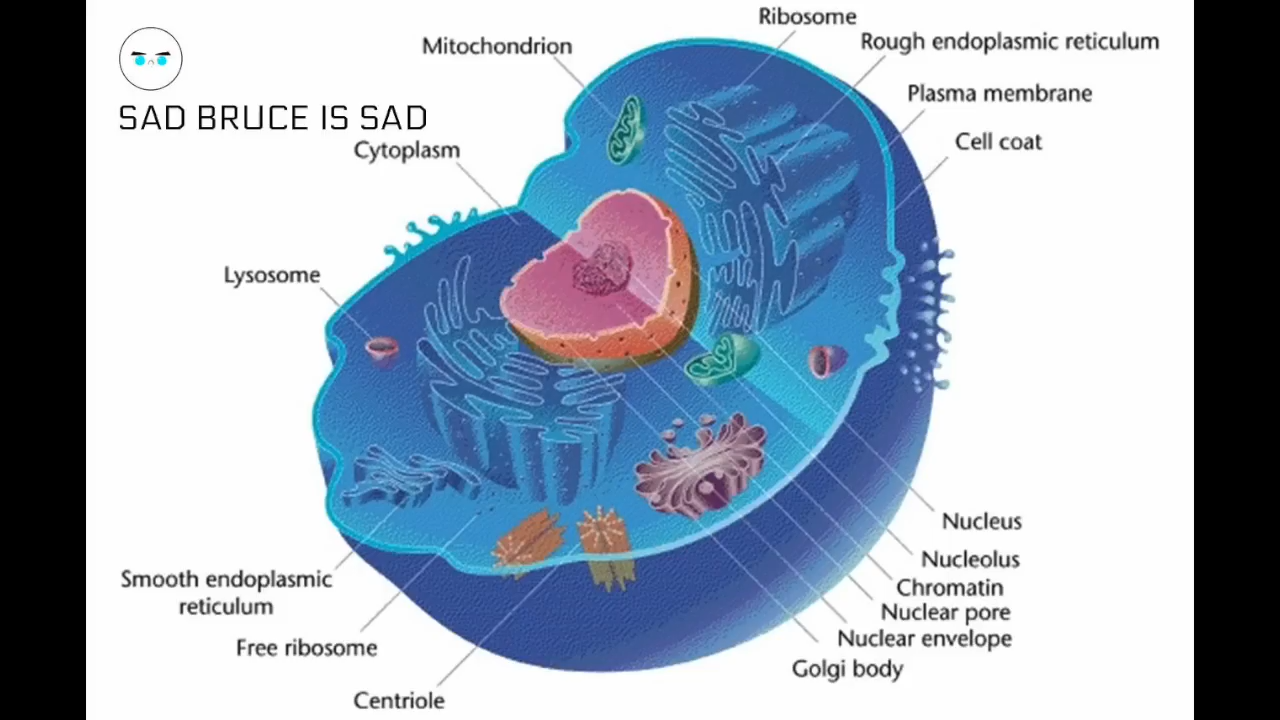 Ribosome
Mitochondrion
Rough endoplasmic reticulum
Plasma membrane
SAD BRUCE IS SAD
Cell coat
Cytoplasm
Lysosome
Nucleus
Nucleolus
Smooth endoplasmic
reticulum
Chromatin
Nuclear pore
Nuclear envelope
Free ribosome
Golgi body
Centriole